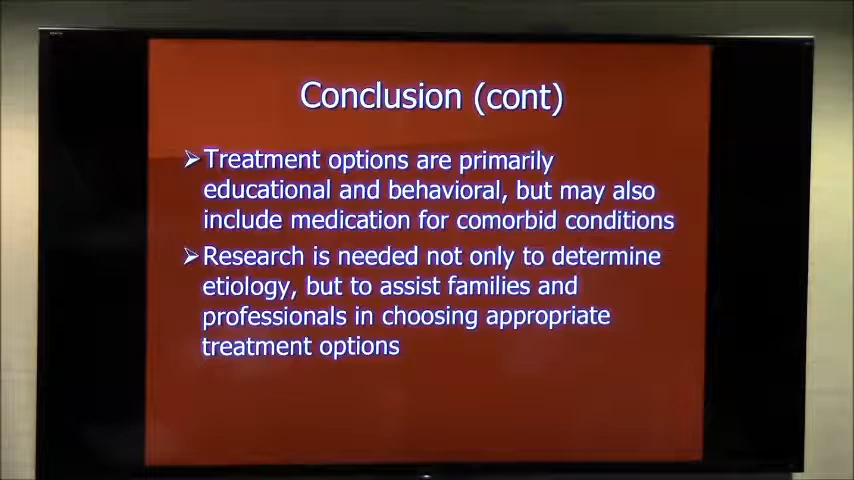 Conclusion (cont)
➢Treatment options are primarily
educational and behavioral, but may also
include medication for comorbid conditions
➢Research is needed not only to determine
etiology, but to assist families and
professionals in choosing appropriate
treatment options